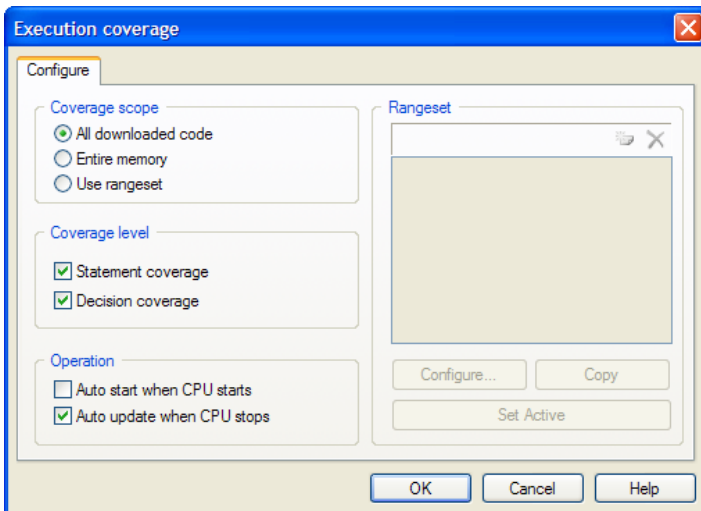 Execution coverage
Configure
Coverage scope
All downloaded code
Entire memory
Use rangeset
Coverage level
Statement coverage
Decision coverage
Operation
Auto start when CPU starts
Auto update when CPU stops
Rangeset
Configure...
Copy
Set Active
OK
Cancel
Help